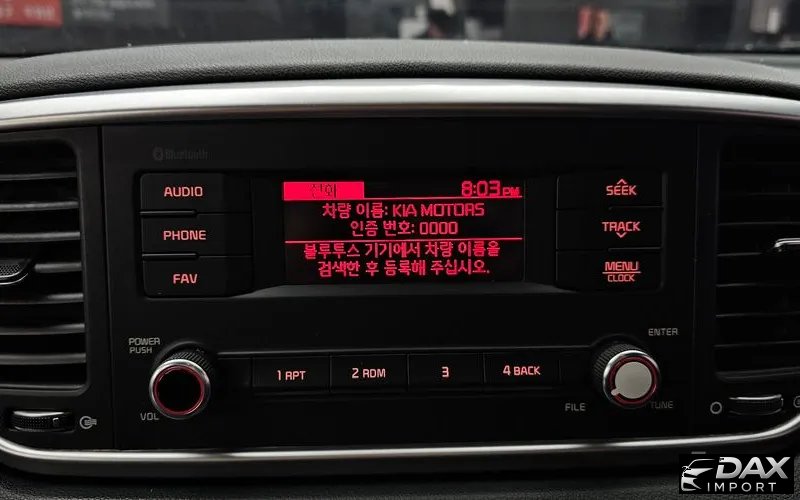 Bluetooth
AUDIO
PHONE
FAV
전화 8:03PM
차량 이름: KIA MOTORS
인증 번호: 0000
블루투스 기기에서 차량 이름을
검색한 후 등록해 주십시오.
SEEK
TRACK
MENU
CLOCK
POWER
PUSH
VOL
1 RPT
2 RDM
3
4 BACK
ENTER
FILE
TUNE
DAX
IMPORT